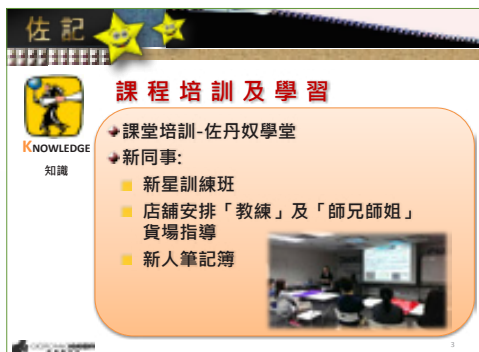 佐記
課程培訓及學習
KNOWLEDGE
知識
課堂培訓-佐丹奴學堂
新同事:
新星訓練班
店舖安排「教練」及「師兄師姐」
貨場指導
新人筆記簿
3